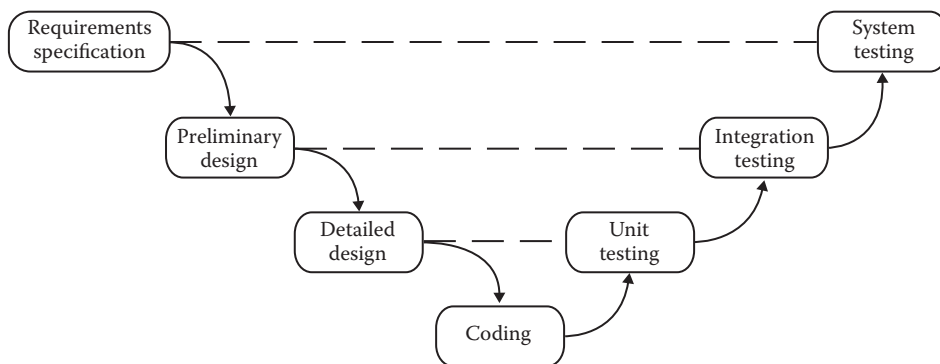 Requirements
specification
System
testing
Preliminary
design
Integration
testing
Detailed
design
Unit
testing
Coding